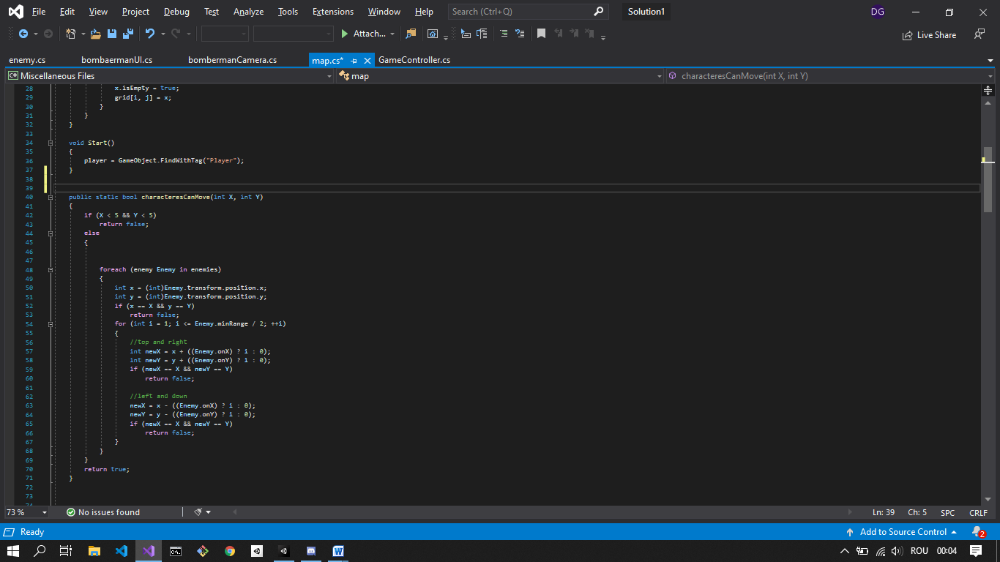 File Edit View Project Debug Test Analyze Tools Extensions Window Help Search (Ctrl+Q) Solution1 DG
Attach... Live Share
enemy.cs bombaermanUI.cs bombermanCamera.cs map.cs* GameController.cs
C# Miscellaneous Files map characteresCanMove(int X, int Y)
28 x.isEmpty = true;
29 grid[i, j] = x;
30 }
31 }
32 }
33
34 void Start()
35 {
36 player = GameObject.FindWithTag("Player");
37 }
38
39
40 public static bool characteresCanMove(int X, int Y)
41 {
42 if (X < 5 && Y < 5)
43 return false;
44 else
45 {
46
47
48 foreach (enemy Enemy in enemies)
49 {
50 int x = (int)Enemy.transform.position.x;
51 int y = (int)Enemy.transform.position.y;
52 if (x == X && y == Y)
53 return false;
54 for (int i = 1; i <= Enemy.minRange / 2; ++i)
55 {
56 //top and right
57 int newX = x + ((Enemy.onX) ? i : 0);
58 int newY = y + ((Enemy.onY) ? i : 0);
59 if (newX == X && newY == Y)
60 return false;
61
62 //left and down
63 newX = x - ((Enemy.onX) ? i : 0);
64 newY = y - ((Enemy.onY) ? i : 0);
65 if (newX == X && newY == Y)
66 return false;
67 }
68 }
69 }
70 return true;
71 }
72
73
74
73 % No issues found Ln: 39 Ch: 5 SPC CRLF
Ready Add to Source Control 2
ROU 00:04